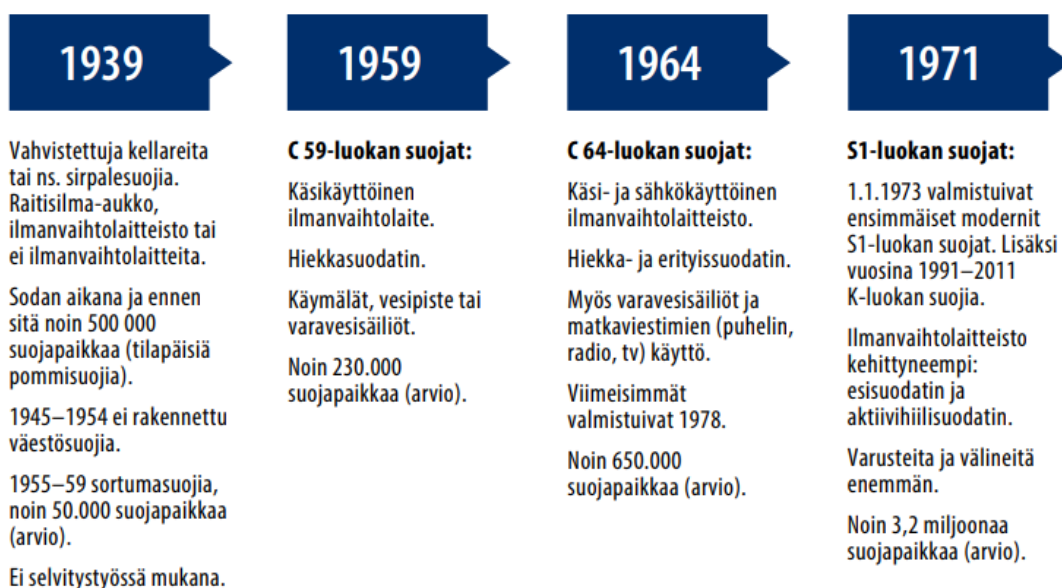 1939
Vahvistettuja kellareita
tai ns. sirpalesuojia.
Raitisilma-aukko,
ilmanvaihtolaitteisto tai
ei ilmanvaihtolaitteita.
Sodan aikana ja ennen
sitä noin 500 000
suojapaikkaa (tilapäisiä
pommisuojia).
1945–1954 ei rakennettu
väestösuojia.
1955–59 sortumasuojia,
noin 50.000 suojapaikkaa
(arvio).
Ei selvitystyössä mukana.
1959
C 59-luokan suojat:
Käsikäyttöinen
ilmanvaihtolaite.
Hiekkasuodatin.
Käymälät, vesipiste tai
varavesisäiliöt.
Noin 230.000
suojapaikkaa (arvio).
1964
C 64-luokan suojat:
Käsi- ja sähkökäyttöinen
ilmanvaihtolaitteisto.
Hiekka- ja erityissuodatin.
Myös varavesisäiliöt ja
matkaviestimien (puhelin,
radio, tv) käyttö.
Viimeisimmät
valmistuivat 1978.
Noin 650.000
suojapaikkaa (arvio).
1971
S1-luokan suojat:
1.1.1973 valmistuivat
ensimmäiset modernit
S1-luokan suojat. Lisäksi
vuosina 1991–2011
K-luokan suojia.
Ilmanvaihtolaitteisto
kehittyneempi:
esisuodatin ja
aktiivihiilisuodatin.
Varusteita ja välineitä
enemmän.
Noin 3,2 miljoonaa
suojapaikkaa (arvio).